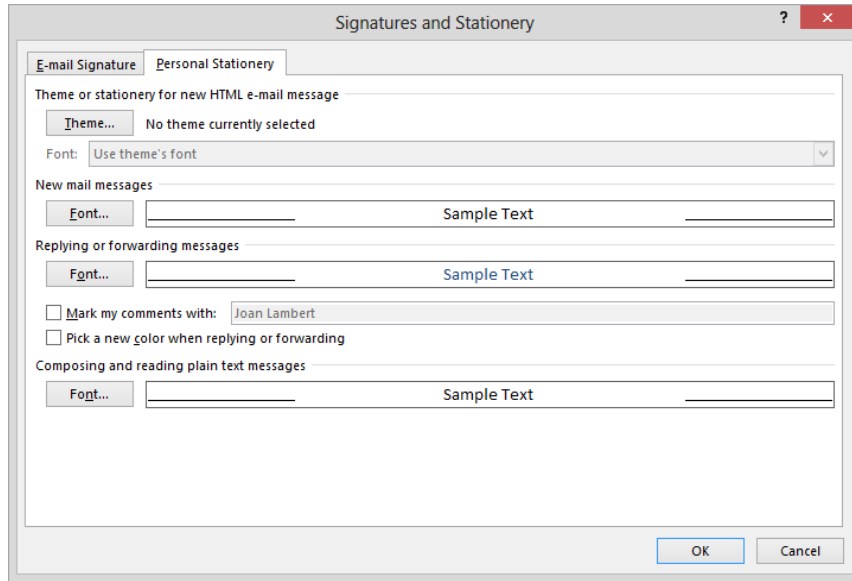 Signatures and Stationery
? ×
E-mail Signature Personal Stationery
Theme or stationery for new HTML e-mail message
Theme... No theme currently selected
Font: Use theme's font
New mail messages
Font... Sample Text
Replying or forwarding messages
Font... Sample Text
Mark my comments with: Joan Lambert
Pick a new color when replying or forwarding
Composing and reading plain text messages
Font... Sample Text
OK Cancel